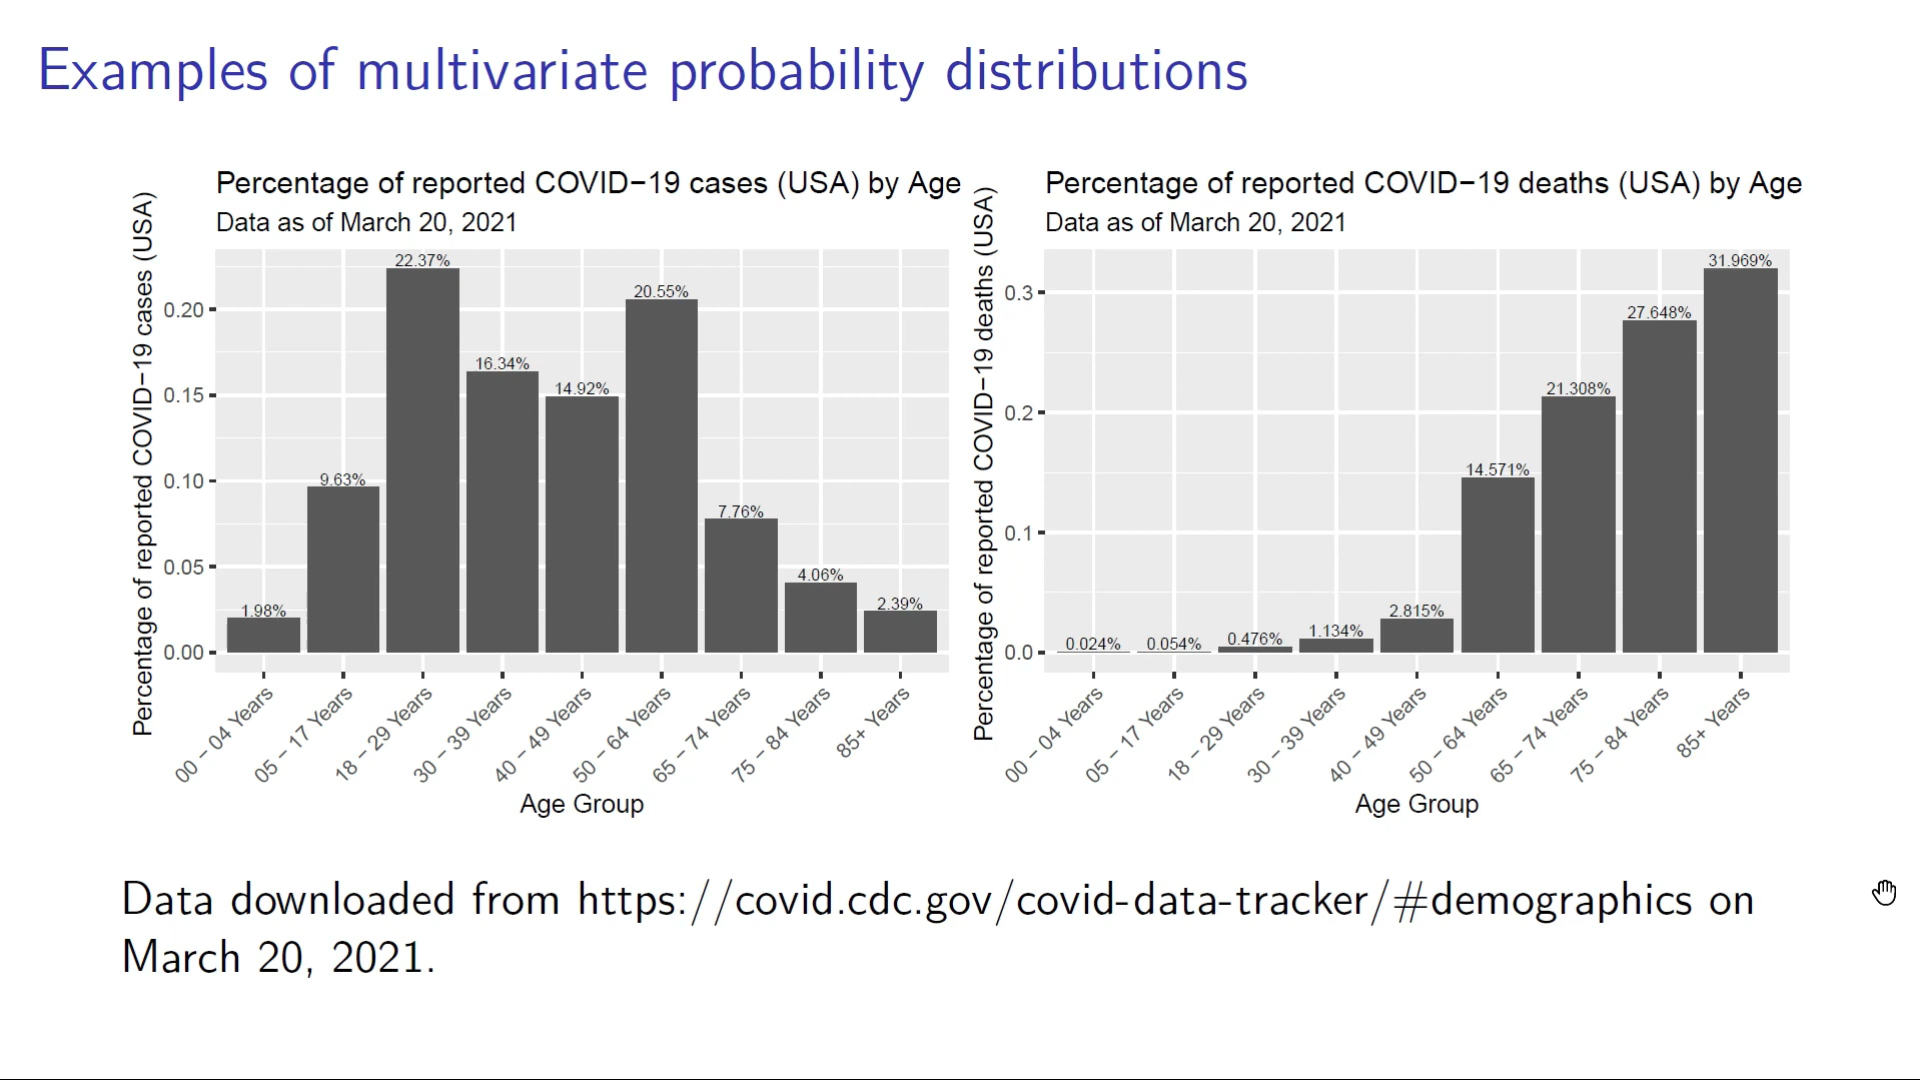 Examples of multivariate probability distributions
Percentage of reported COVID−19 cases (USA) by Age
Data as of March 20, 2021
Percentage of reported COVID−19 cases (USA)
0.20
0.15
0.10
0.05
0.00
1.98%
9.63%
22.37%
16.34%
14.92%
20.55%
7.76%
4.06%
2.39%
00 − 04 Years
05 − 17 Years
18 − 29 Years
30 − 39 Years
40 − 49 Years
50 − 64 Years
65 − 74 Years
75 − 84 Years
85+ Years
Age Group
Percentage of reported COVID−19 deaths (USA) by Age
Data as of March 20, 2021
Percentage of reported COVID−19 deaths (USA)
0.3
0.2
0.1
0.0
0.024%
0.054%
0.476%
1.134%
2.815%
14.571%
21.308%
27.648%
31.969%
00 − 04 Years
05 − 17 Years
18 − 29 Years
30 − 39 Years
40 − 49 Years
50 − 64 Years
65 − 74 Years
75 − 84 Years
85+ Years
Age Group
Data downloaded from https://covid.cdc.gov/covid-data-tracker/#demographics on
March 20, 2021.